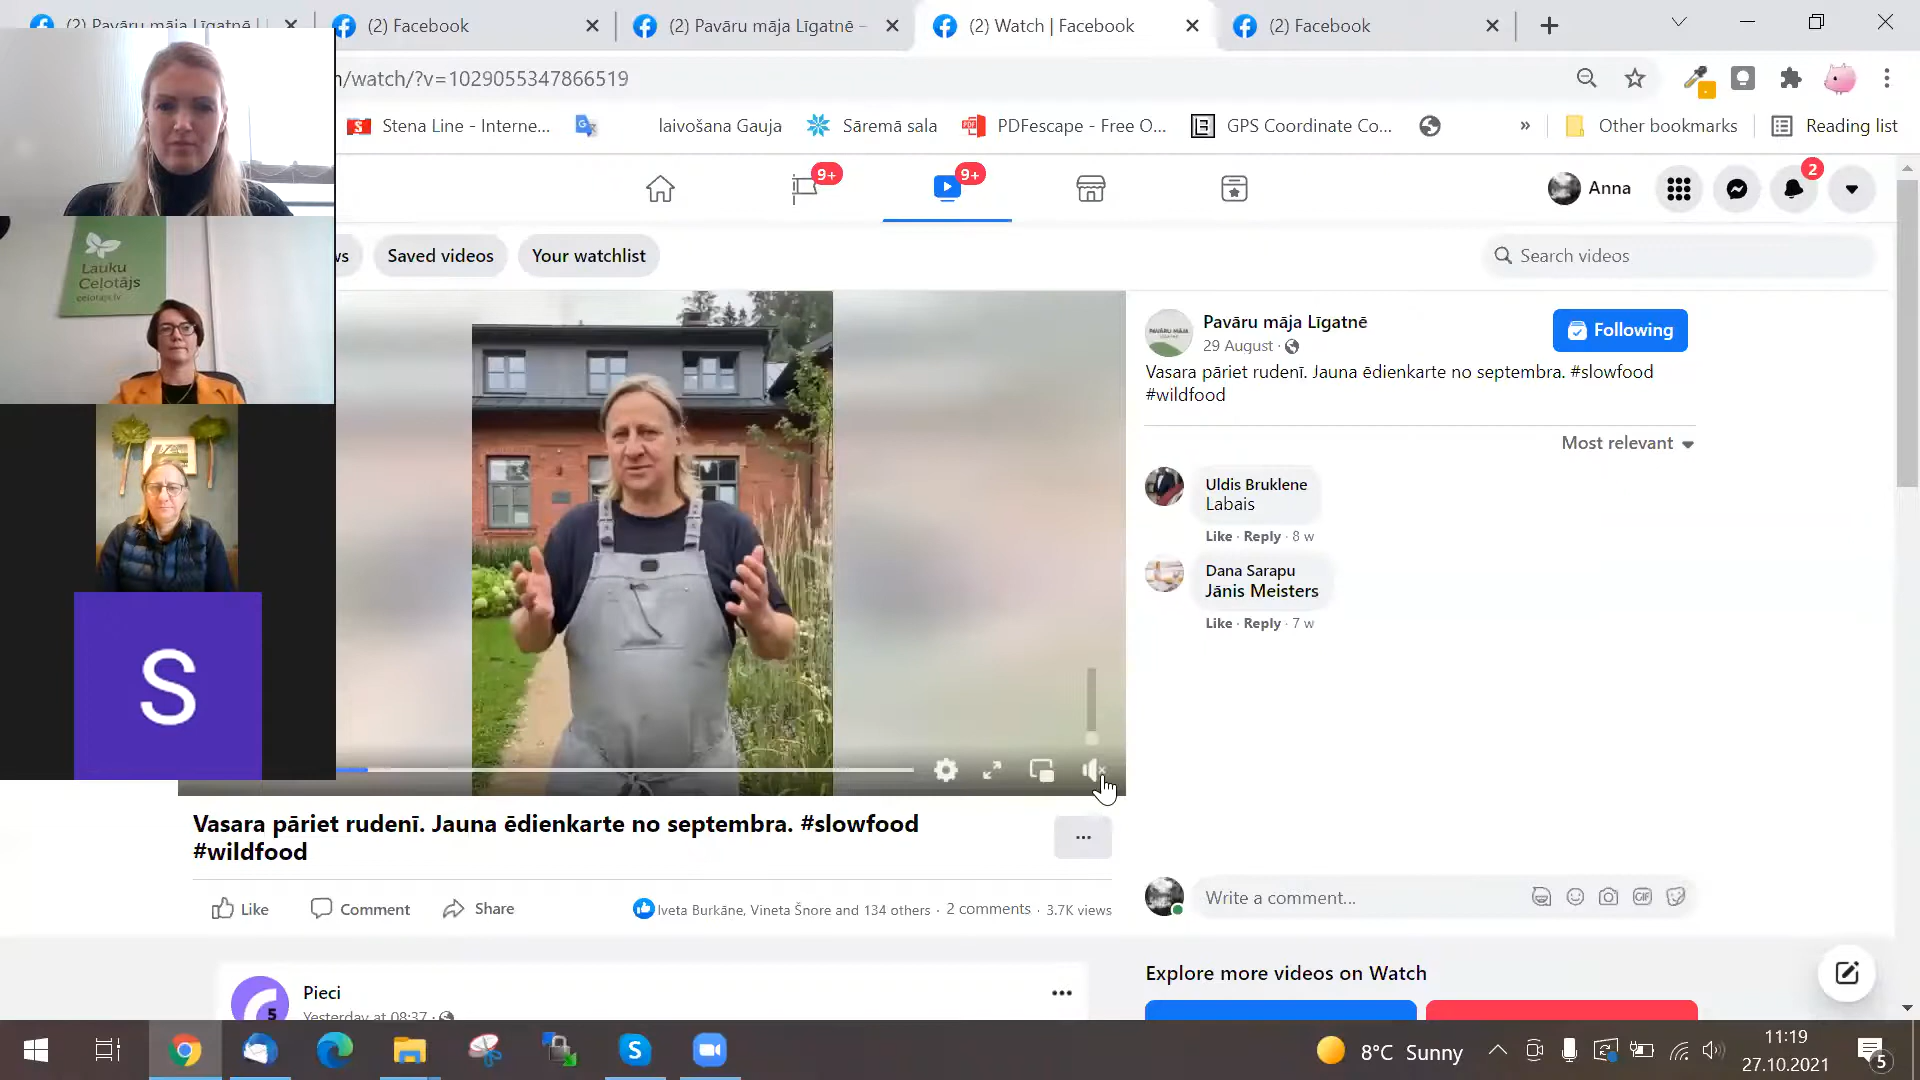 (2) Pavāru māja Līgatnē |
(2) Facebook
(2) Pavāru māja Līgatnē –
(2) Watch | Facebook
(2) Facebook
/watch/?v=1029055347866519
Stena Line - Interne...
laivošana Gauja
Sāremā sala
PDFescape - Free O...
GPS Coordinate Co...
»
Other bookmarks
Reading list
9+
9+
Anna
2
Saved videos
Your watchlist
Search videos
Lauku
Ceļotājs
celotajs.lv
S
Pavāru māja Līgatnē
29 August ·
Following
Vasara pāriet rudenī. Jauna ēdienkarte no septembra. #slowfood
#wildfood
Most relevant
Uldis Bruklene
Labais
Like · Reply · 8 w
Dana Sarapu
Jānis Meisters
Like · Reply · 7 w
Vasara pāriet rudenī. Jauna ēdienkarte no septembra. #slowfood
#wildfood
Like
Comment
Share
Iveta Burkāne, Vineta Šnore and 134 others · 2 comments · 3.7K views
Write a comment...
GIF
Explore more videos on Watch
Pieci
5
Yesterday at 08:37 ·
8°C Sunny
11:19
27.10.2021
5